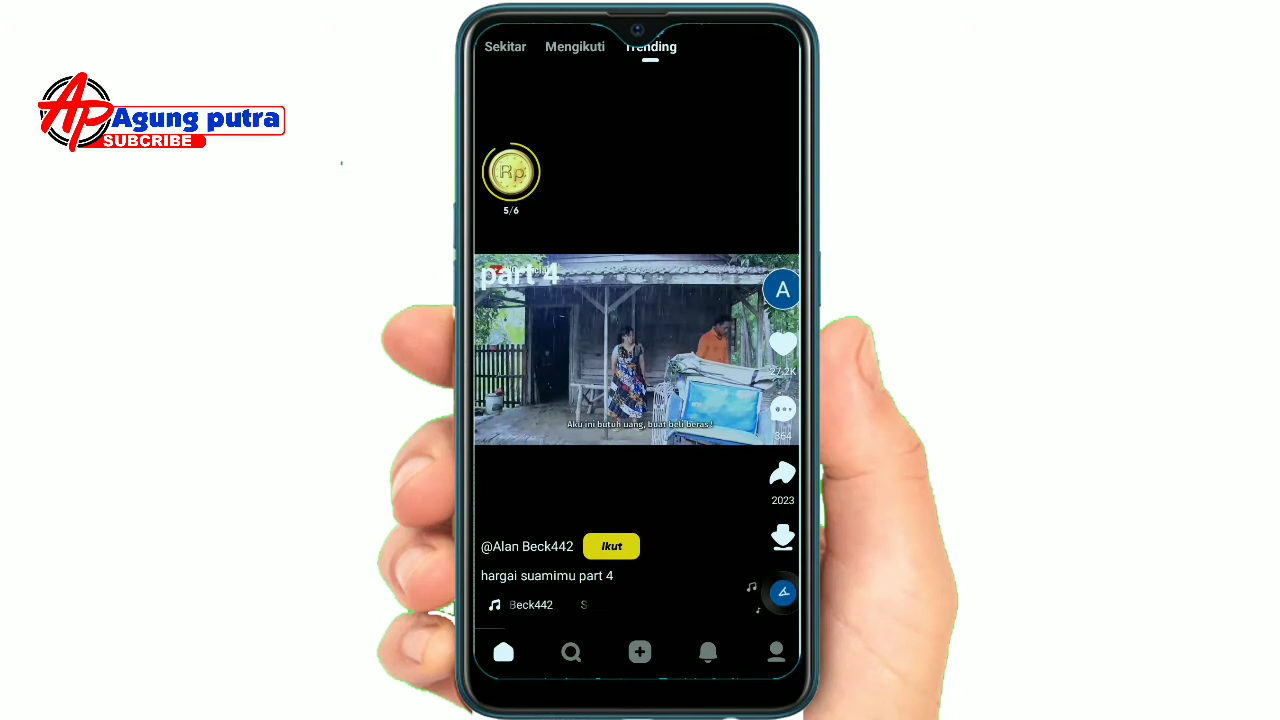 Sekitar Mengikuti Trending
AP
Agung putra
SUBCRIBE
Rp
5/6
part 4
A
27.2K
Aku ini butuh uang, buat beli beras !
364
2023
@Alan Beck442 Ikut
hargai suamimu part 4
Beck442 S